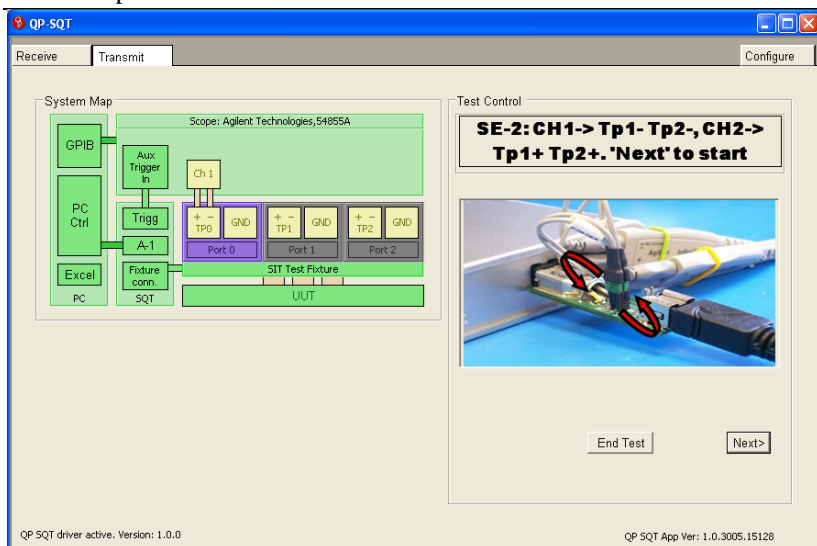 QP-SQT
Receive
Transmit
Configure
System Map
Scope: Agilent Technologies,54855A
GPIB
Aux
Trigger
In
Ch 1
PC
Ctrl
Trigg
+ -
TP0
GND
+ -
TP1
GND
+ -
TP2
GND
A-1
Port 0
Port 1
Port 2
Excel
Fixture
conn.
SIT Test Fixture
UUT
PC
SQT
Test Control
SE-2: CH1-> Tp1- Tp2-, CH2->
Tp1+ Tp2+. 'Next' to start
Agilent
End Test
Next>
QP SQT driver active. Version: 1.0.0
QP SQT App Ver: 1.0.3005.15128